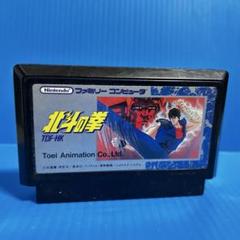 Nintendo ファミリー コンピュータ
北斗の拳
TDF-HK
Toei Animation Co., Ltd.